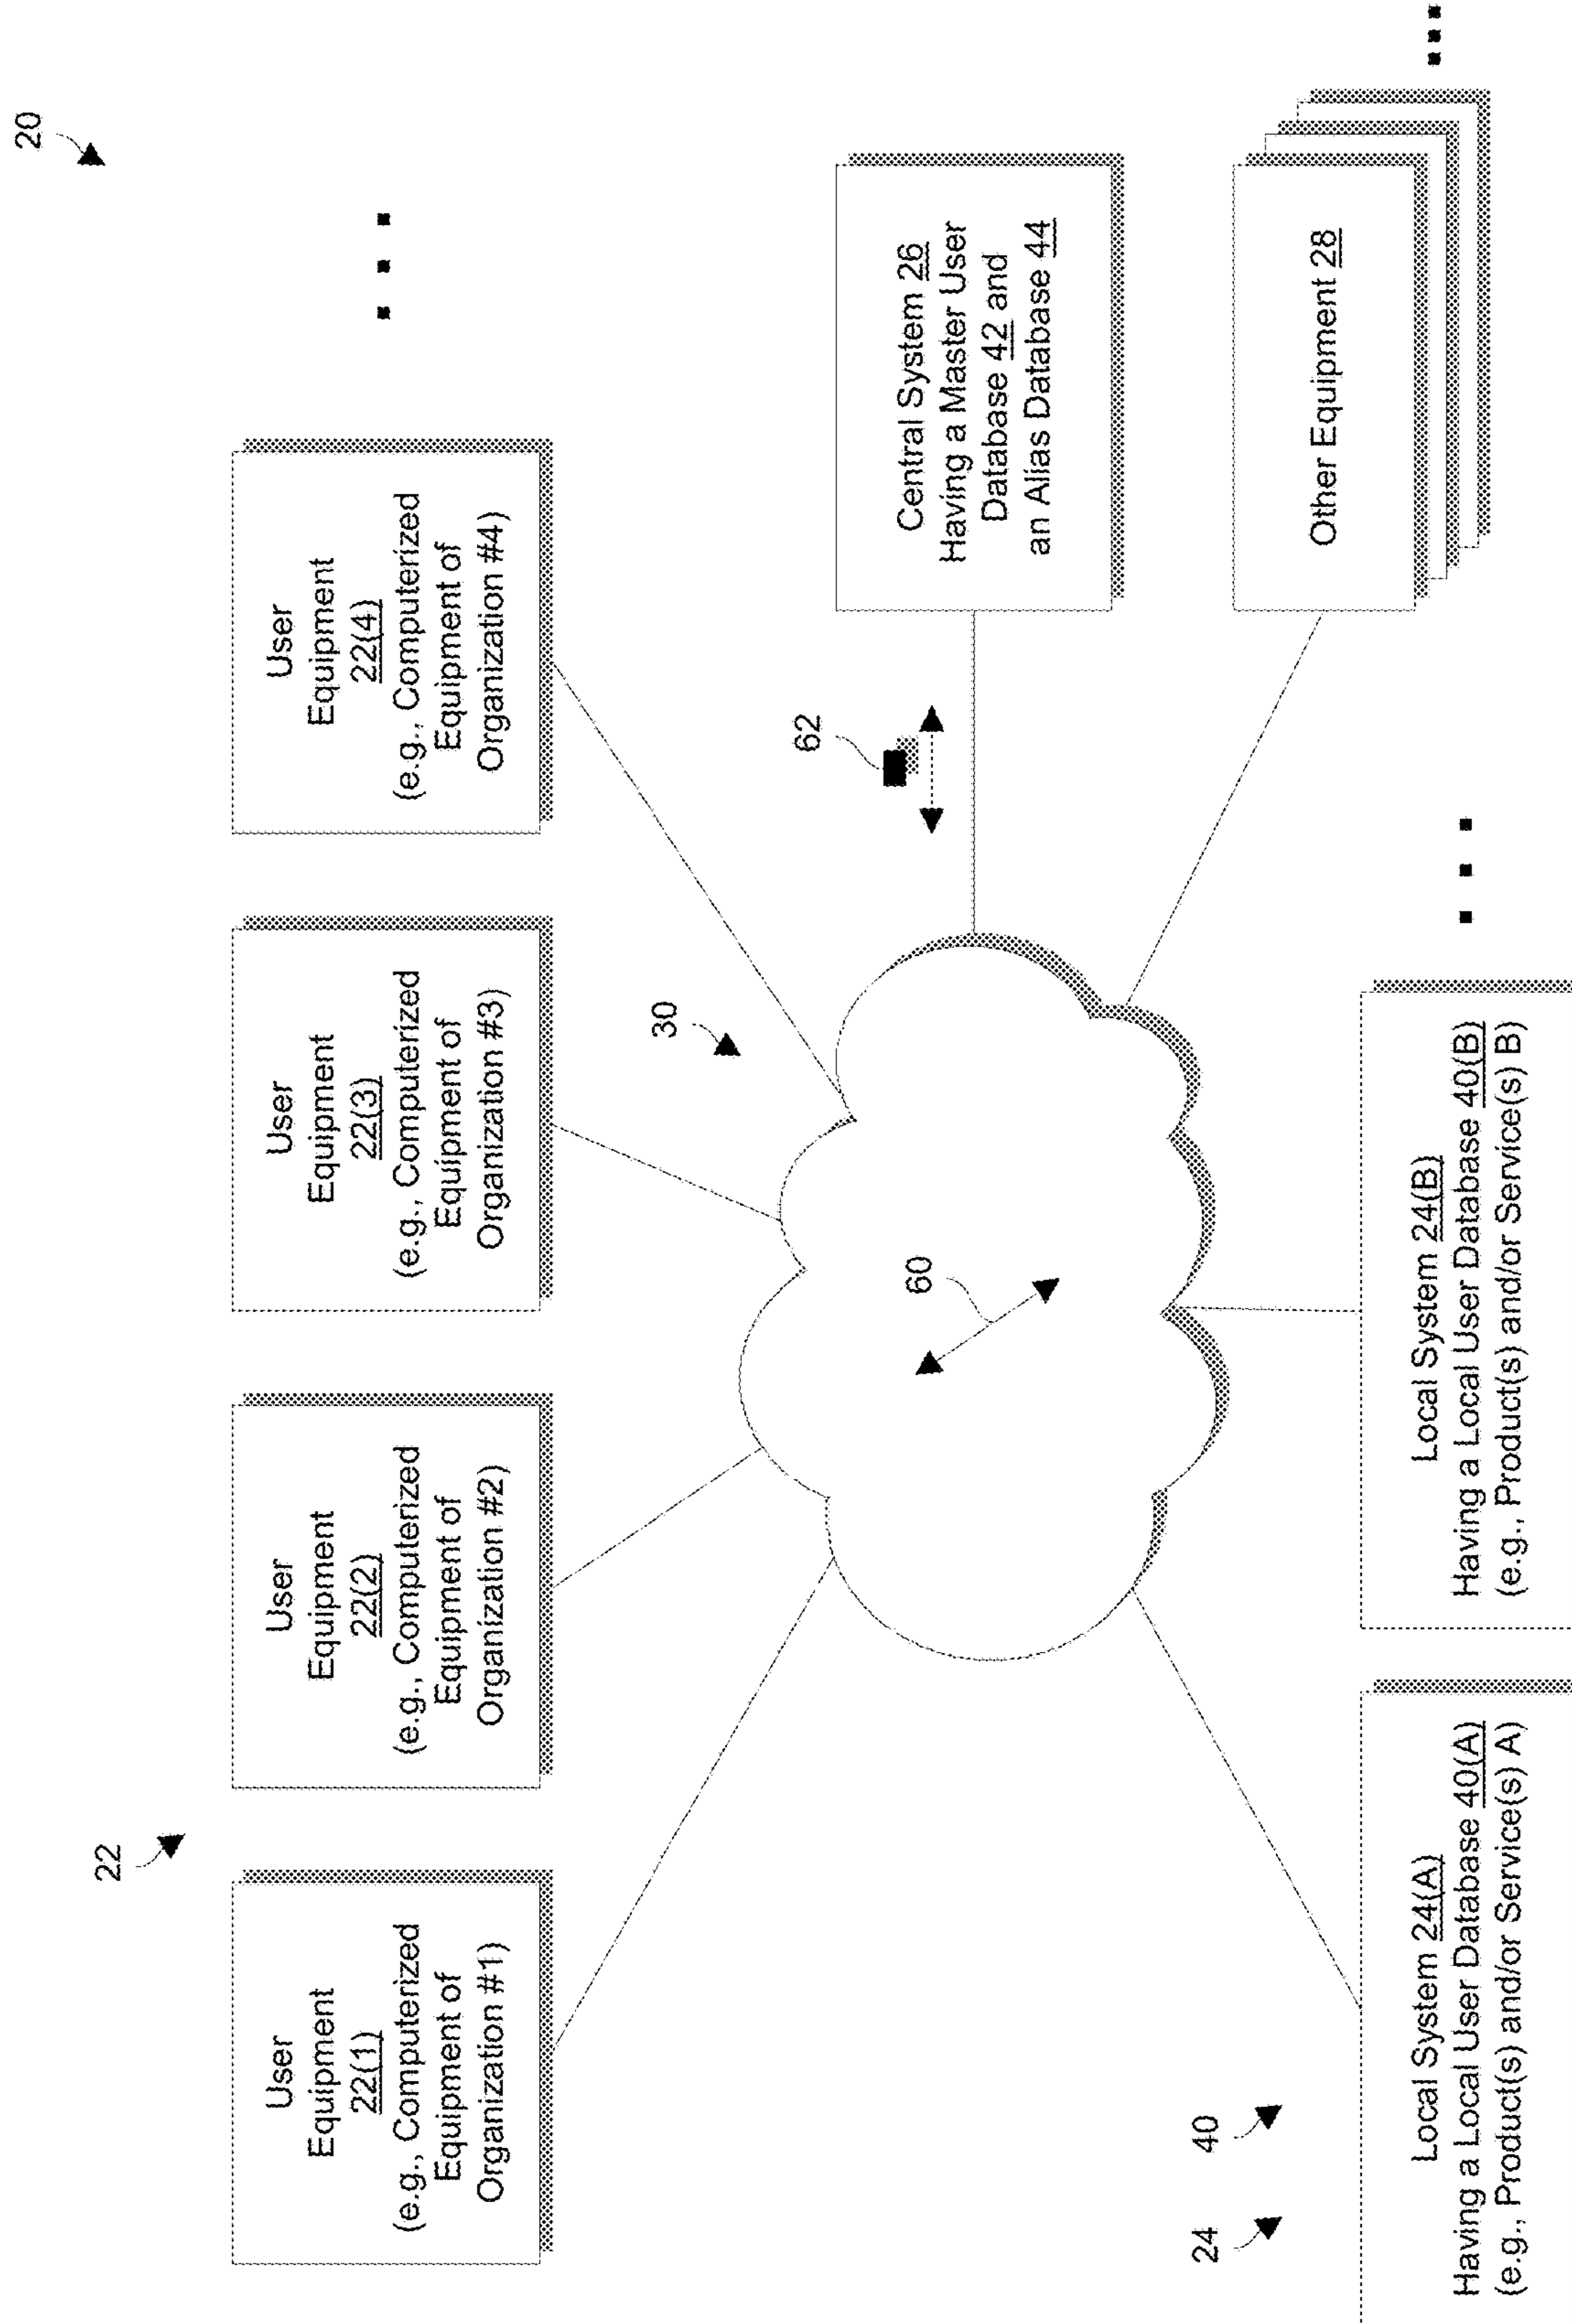 20
22
User
Equipment
22(1)
(e.g., Computerized
Equipment of
Organization #1)
User
Equipment
22(2)
(e.g., Computerized
Equipment of
Organization #2)
User
Equipment
22(3)
(e.g., Computerized
Equipment of
Organization #3)
User
Equipment
22(4)
(e.g., Computerized
Equipment of
Organization #4)
30
60
62
Central System 26
Having a Master User
Database 42 and
an Alias Database 44
Other Equipment 28
24
40
Local System 24(A)
Having a Local User Database 40(A)
(e.g., Product(s) and/or Service(s) A)
Local System 24(B)
Having a Local User Database 40(B)
(e.g., Product(s) and/or Service(s) B)